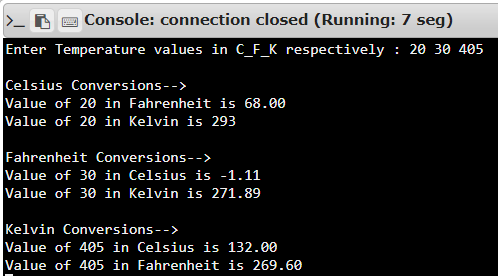 Console: connection closed (Running: 7 seg)
Enter Temperature values in C_F_K respectively : 20 30 405
Celsius Conversions-->
Value of 20 in Fahrenheit is 68.00
Value of 20 in Kelvin is 293
Fahrenheit Conversions-->
Value of 30 in Celsius is -1.11
Value of 30 in Kelvin is 271.89
Kelvin Conversions-->
Value of 405 in Celsius is 132.00
Value of 405 in Fahrenheit is 269.60